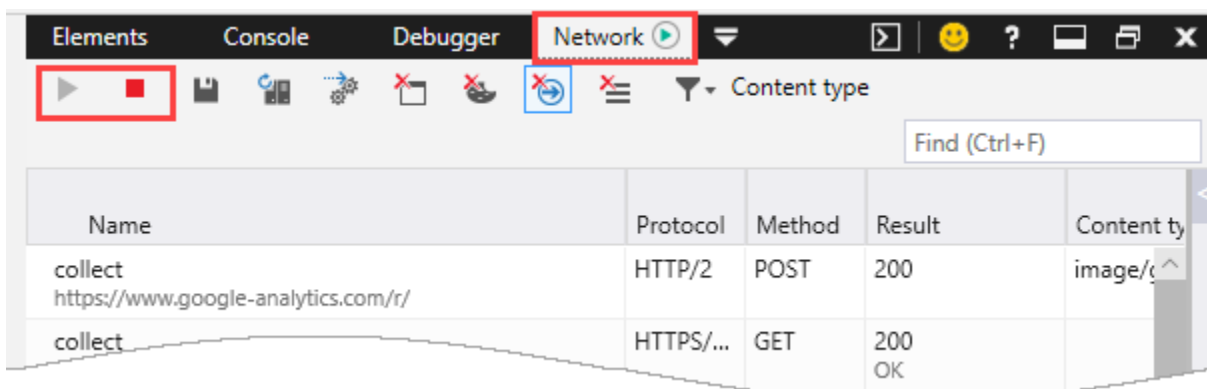 Elements Console Debugger Network ?
Content type
Find (Ctrl+F)
Name Protocol Method Result Content ty
collect HTTP/2 POST 200 image/g
https://www.google-analytics.com/r/
collect HTTPS/... GET 200
OK